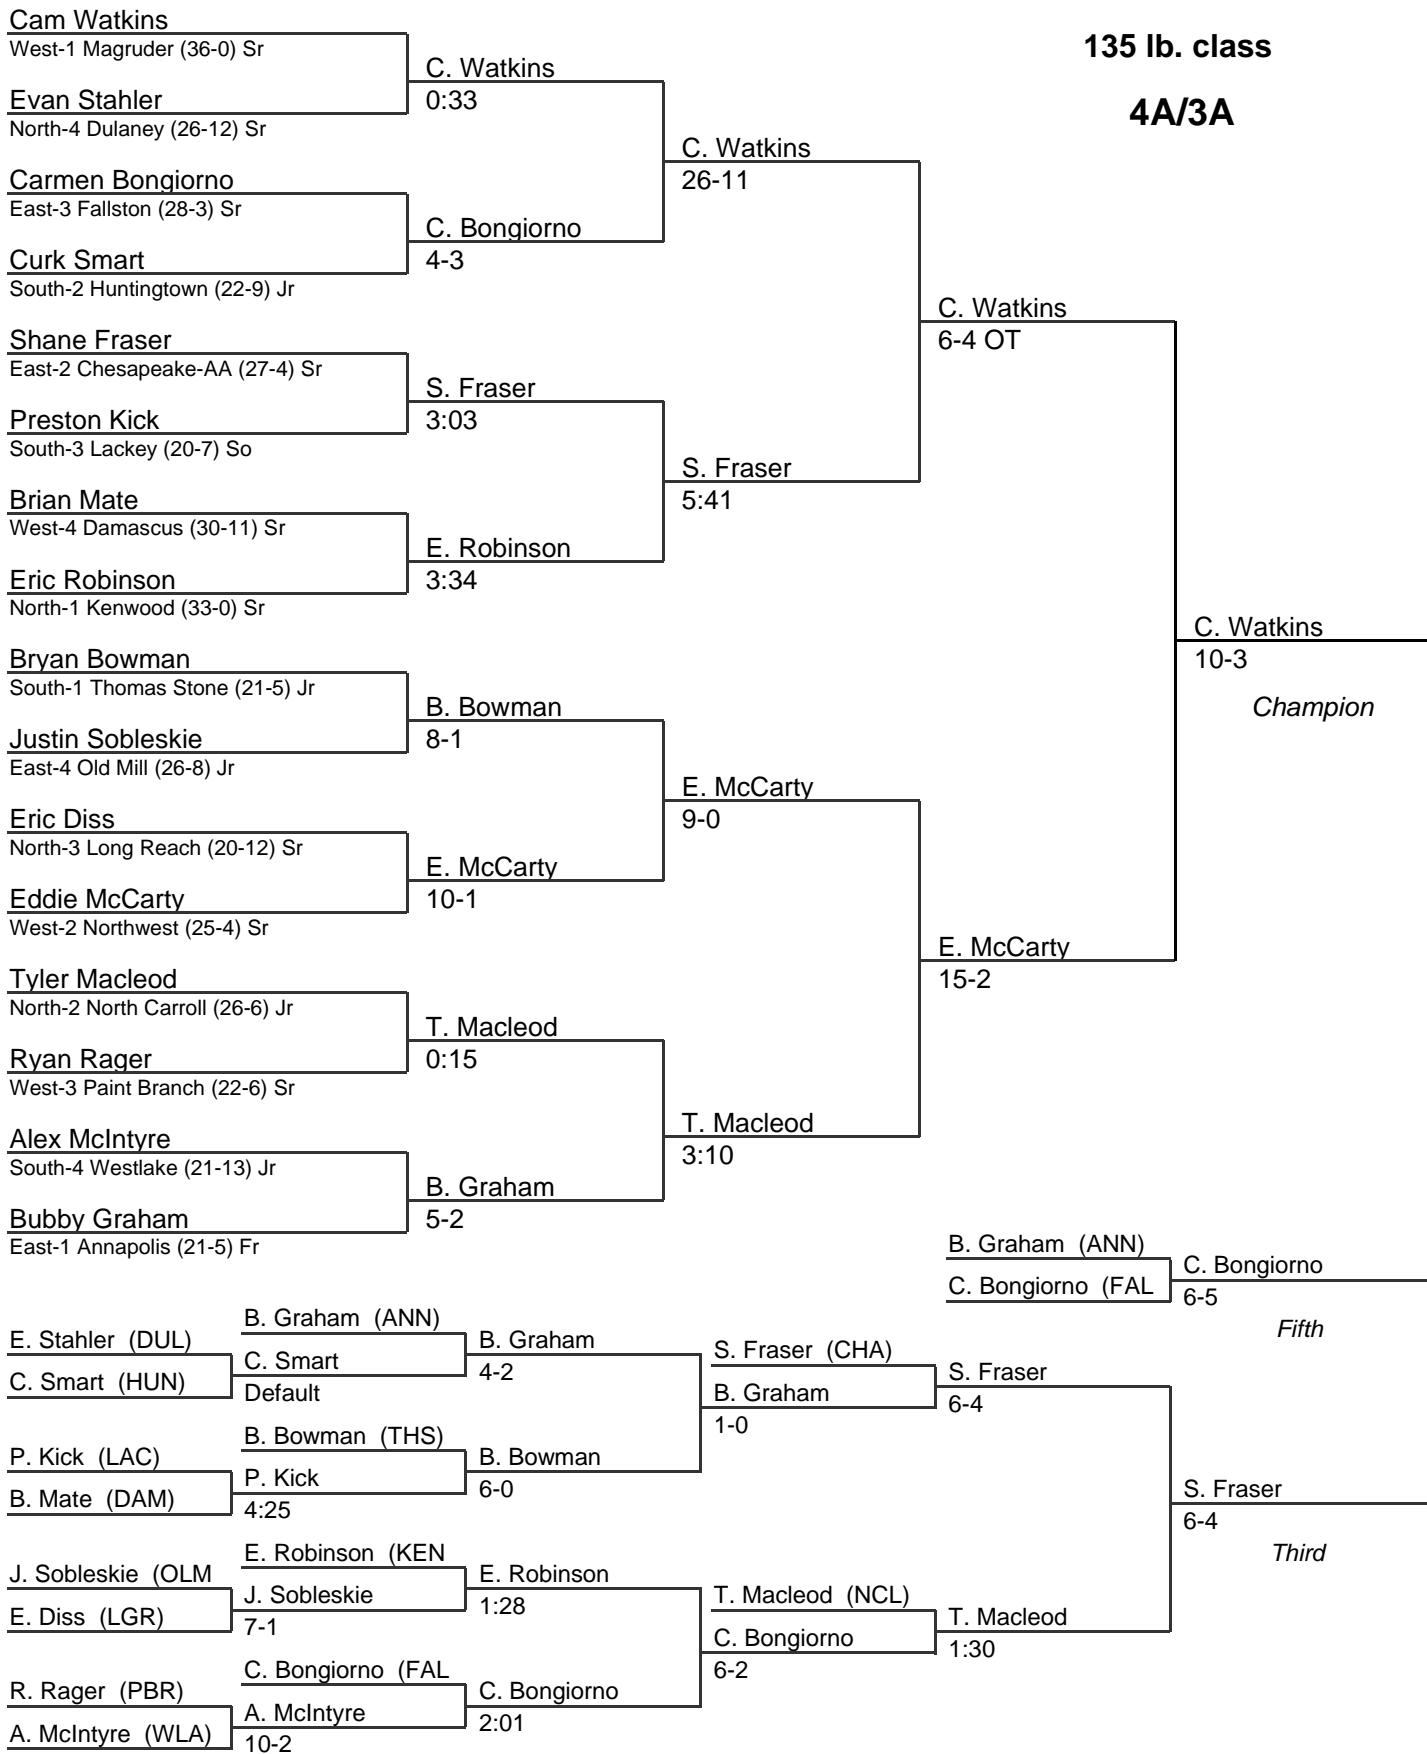 135 lb. class
4A/3A
Cam Watkins
West-1 Magruder (36-0) Sr
Evan Stahler
North-4 Dulaney (26-12) Sr
Carmen Bongiorno
East-3 Fallston (28-3) Sr
Curk Smart
South-2 Huntingtown (22-9) Jr
Shane Fraser
East-2 Chesapeake-AA (27-4) Sr
Preston Kick
South-3 Lackey (20-7) So
Brian Mate
West-4 Damascus (30-11) Sr
Eric Robinson
North-1 Kenwood (33-0) Sr
Bryan Bowman
South-1 Thomas Stone (21-5) Jr
Justin Sobleskie
East-4 Old Mill (26-8) Jr
Eric Diss
North-3 Long Reach (20-12) Sr
Eddie McCarty
West-2 Northwest (25-4) Sr
Tyler Macleod
North-2 North Carroll (26-6) Jr
Ryan Rager
West-3 Paint Branch (22-6) Sr
Alex McIntyre
South-4 Westlake (21-13) Jr
Bubby Graham
East-1 Annapolis (21-5) Fr
C. Watkins
0:33
C. Bongiorno
4-3
S. Fraser
3:03
E. Robinson
3:34
B. Bowman
8-1
E. McCarty
10-1
T. Macleod
0:15
B. Graham
5-2
C. Watkins
26-11
S. Fraser
5:41
E. McCarty
9-0
T. Macleod
3:10
C. Watkins
6-4 OT
E. McCarty
15-2
C. Watkins
10-3
Champion
B. Graham (ANN)
C. Bongiorno (FAL
C. Bongiorno
6-5
Fifth
E. Stahler (DUL)
C. Smart (HUN)
P. Kick (LAC)
B. Mate (DAM)
J. Sobleskie (OLM
E. Diss (LGR)
R. Rager (PBR)
A. McIntyre (WLA)
B. Graham (ANN)
C. Smart
Default
B. Bowman (THS)
P. Kick
4:25
E. Robinson (KEN
J. Sobleskie
7-1
C. Bongiorno (FAL
A. McIntyre
10-2
B. Graham
4-2
B. Bowman
6-0
E. Robinson
1:28
C. Bongiorno
2:01
S. Fraser (CHA)
B. Graham
1-0
T. Macleod (NCL)
C. Bongiorno
6-2
S. Fraser
6-4
T. Macleod
1:30
S. Fraser
6-4
Third